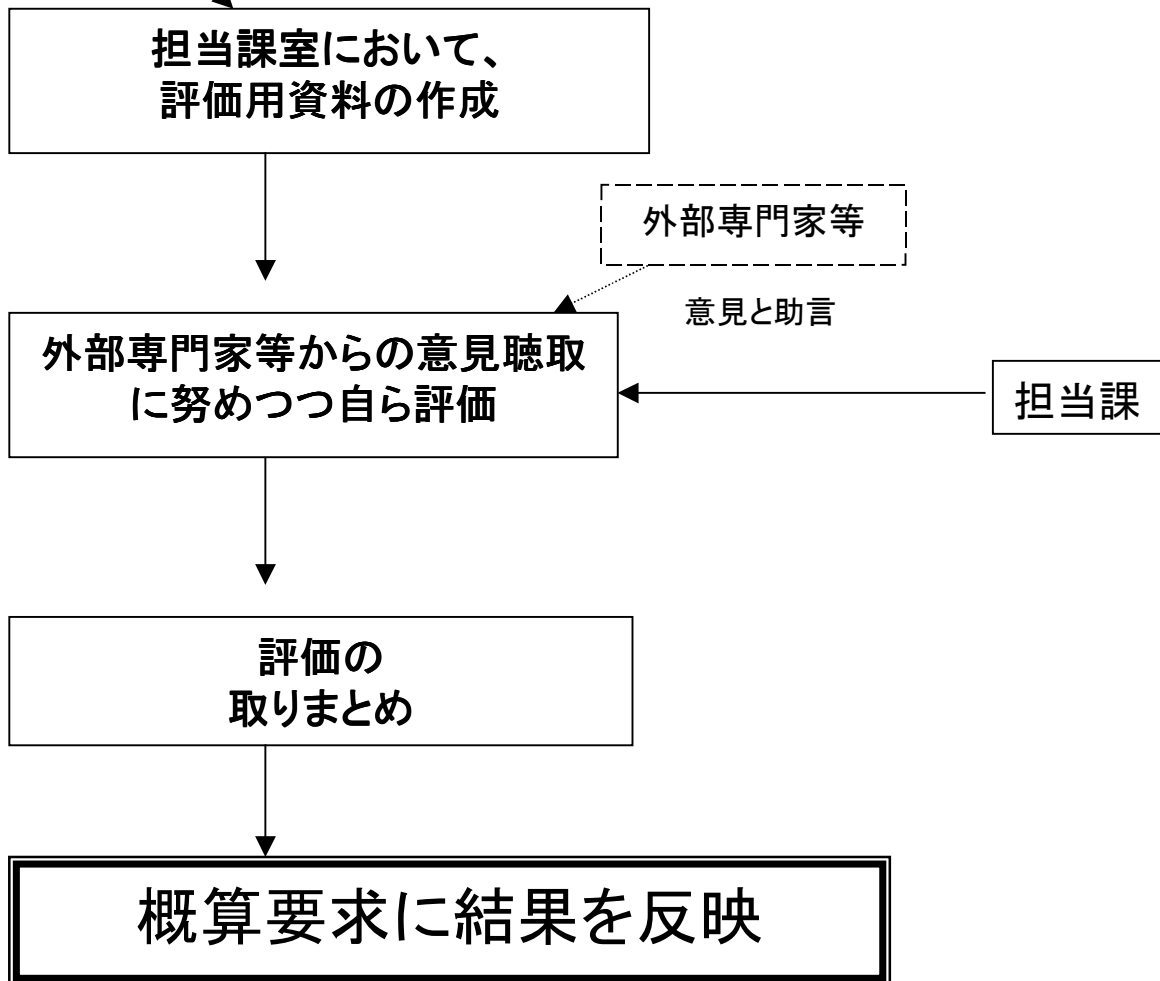 担当課室において、
評価用資料の作成
外部専門家等
意見と助言
外部専門家等からの意見聴取
に努めつつ自ら評価
担当課
評価の
取りまとめ
概算要求に結果を反映